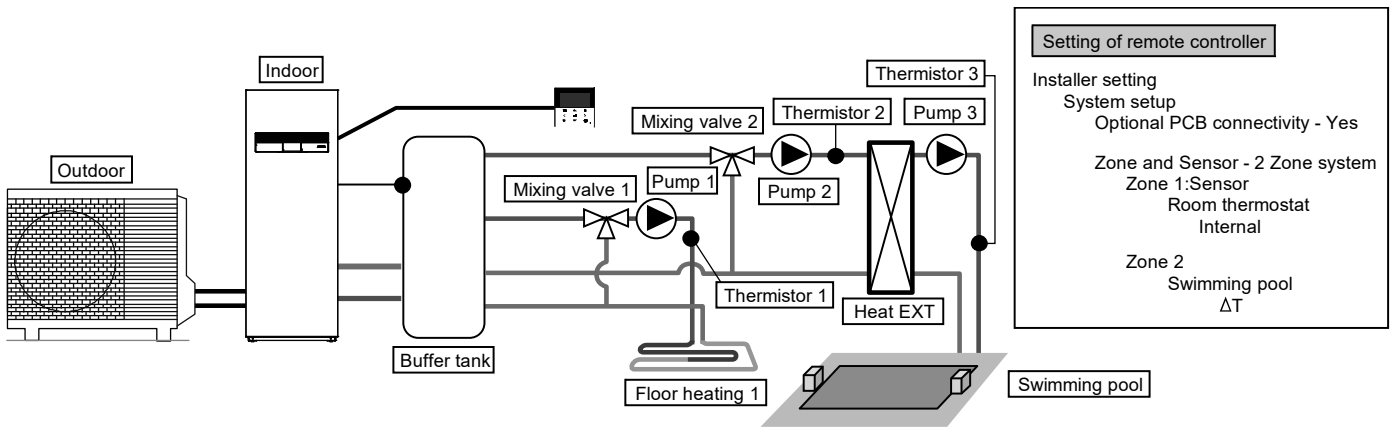 Outdoor
Indoor
Buffer tank
Mixing valve 1
Pump 1
Mixing valve 2
Pump 2
Thermistor 2
Thermistor 3
Pump 3
Thermistor 1
Heat EXT
Floor heating 1
Swimming pool
Setting of remote controller
Installer setting
System setup
Optional PCB connectivity - Yes
Zone and Sensor - 2 Zone system
Zone 1:Sensor
Room thermostat
Internal
Zone 2
Swimming pool
ΔT